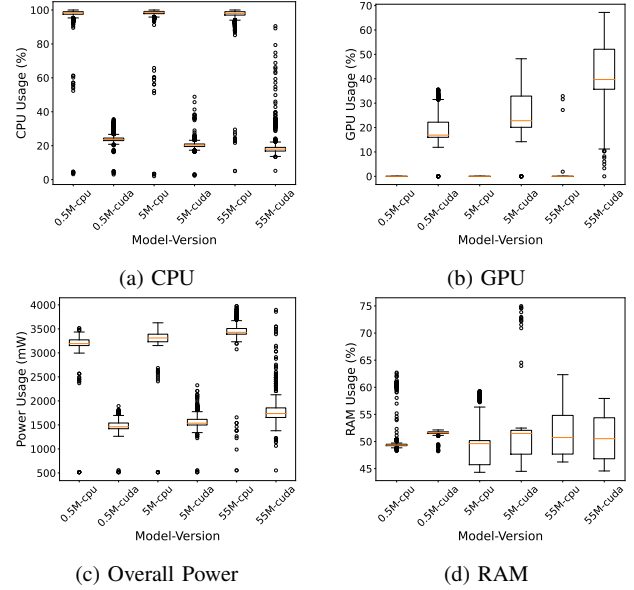 100
80
60
40
20
0
CPU Usage (%)
0.5M-cpu
0.5M-cuda
5M-cpu
5M-cuda
55M-cpu
55M-cuda
Model-Version
(a) CPU
70
60
50
40
30
20
10
0
GPU Usage (%)
0.5M-cpu
0.5M-cuda
5M-cpu
5M-cuda
55M-cpu
55M-cuda
Model-Version
(b) GPU
4000
3500
3000
2500
2000
1500
1000
500
Power Usage (mW)
0.5M-cpu
0.5M-cuda
5M-cpu
5M-cuda
55M-cpu
55M-cuda
Model-Version
(c) Overall Power
75
70
65
60
55
50
45
RAM Usage (%)
0.5M-cpu
0.5M-cuda
5M-cpu
5M-cuda
55M-cpu
55M-cuda
Model-Version
(d) RAM